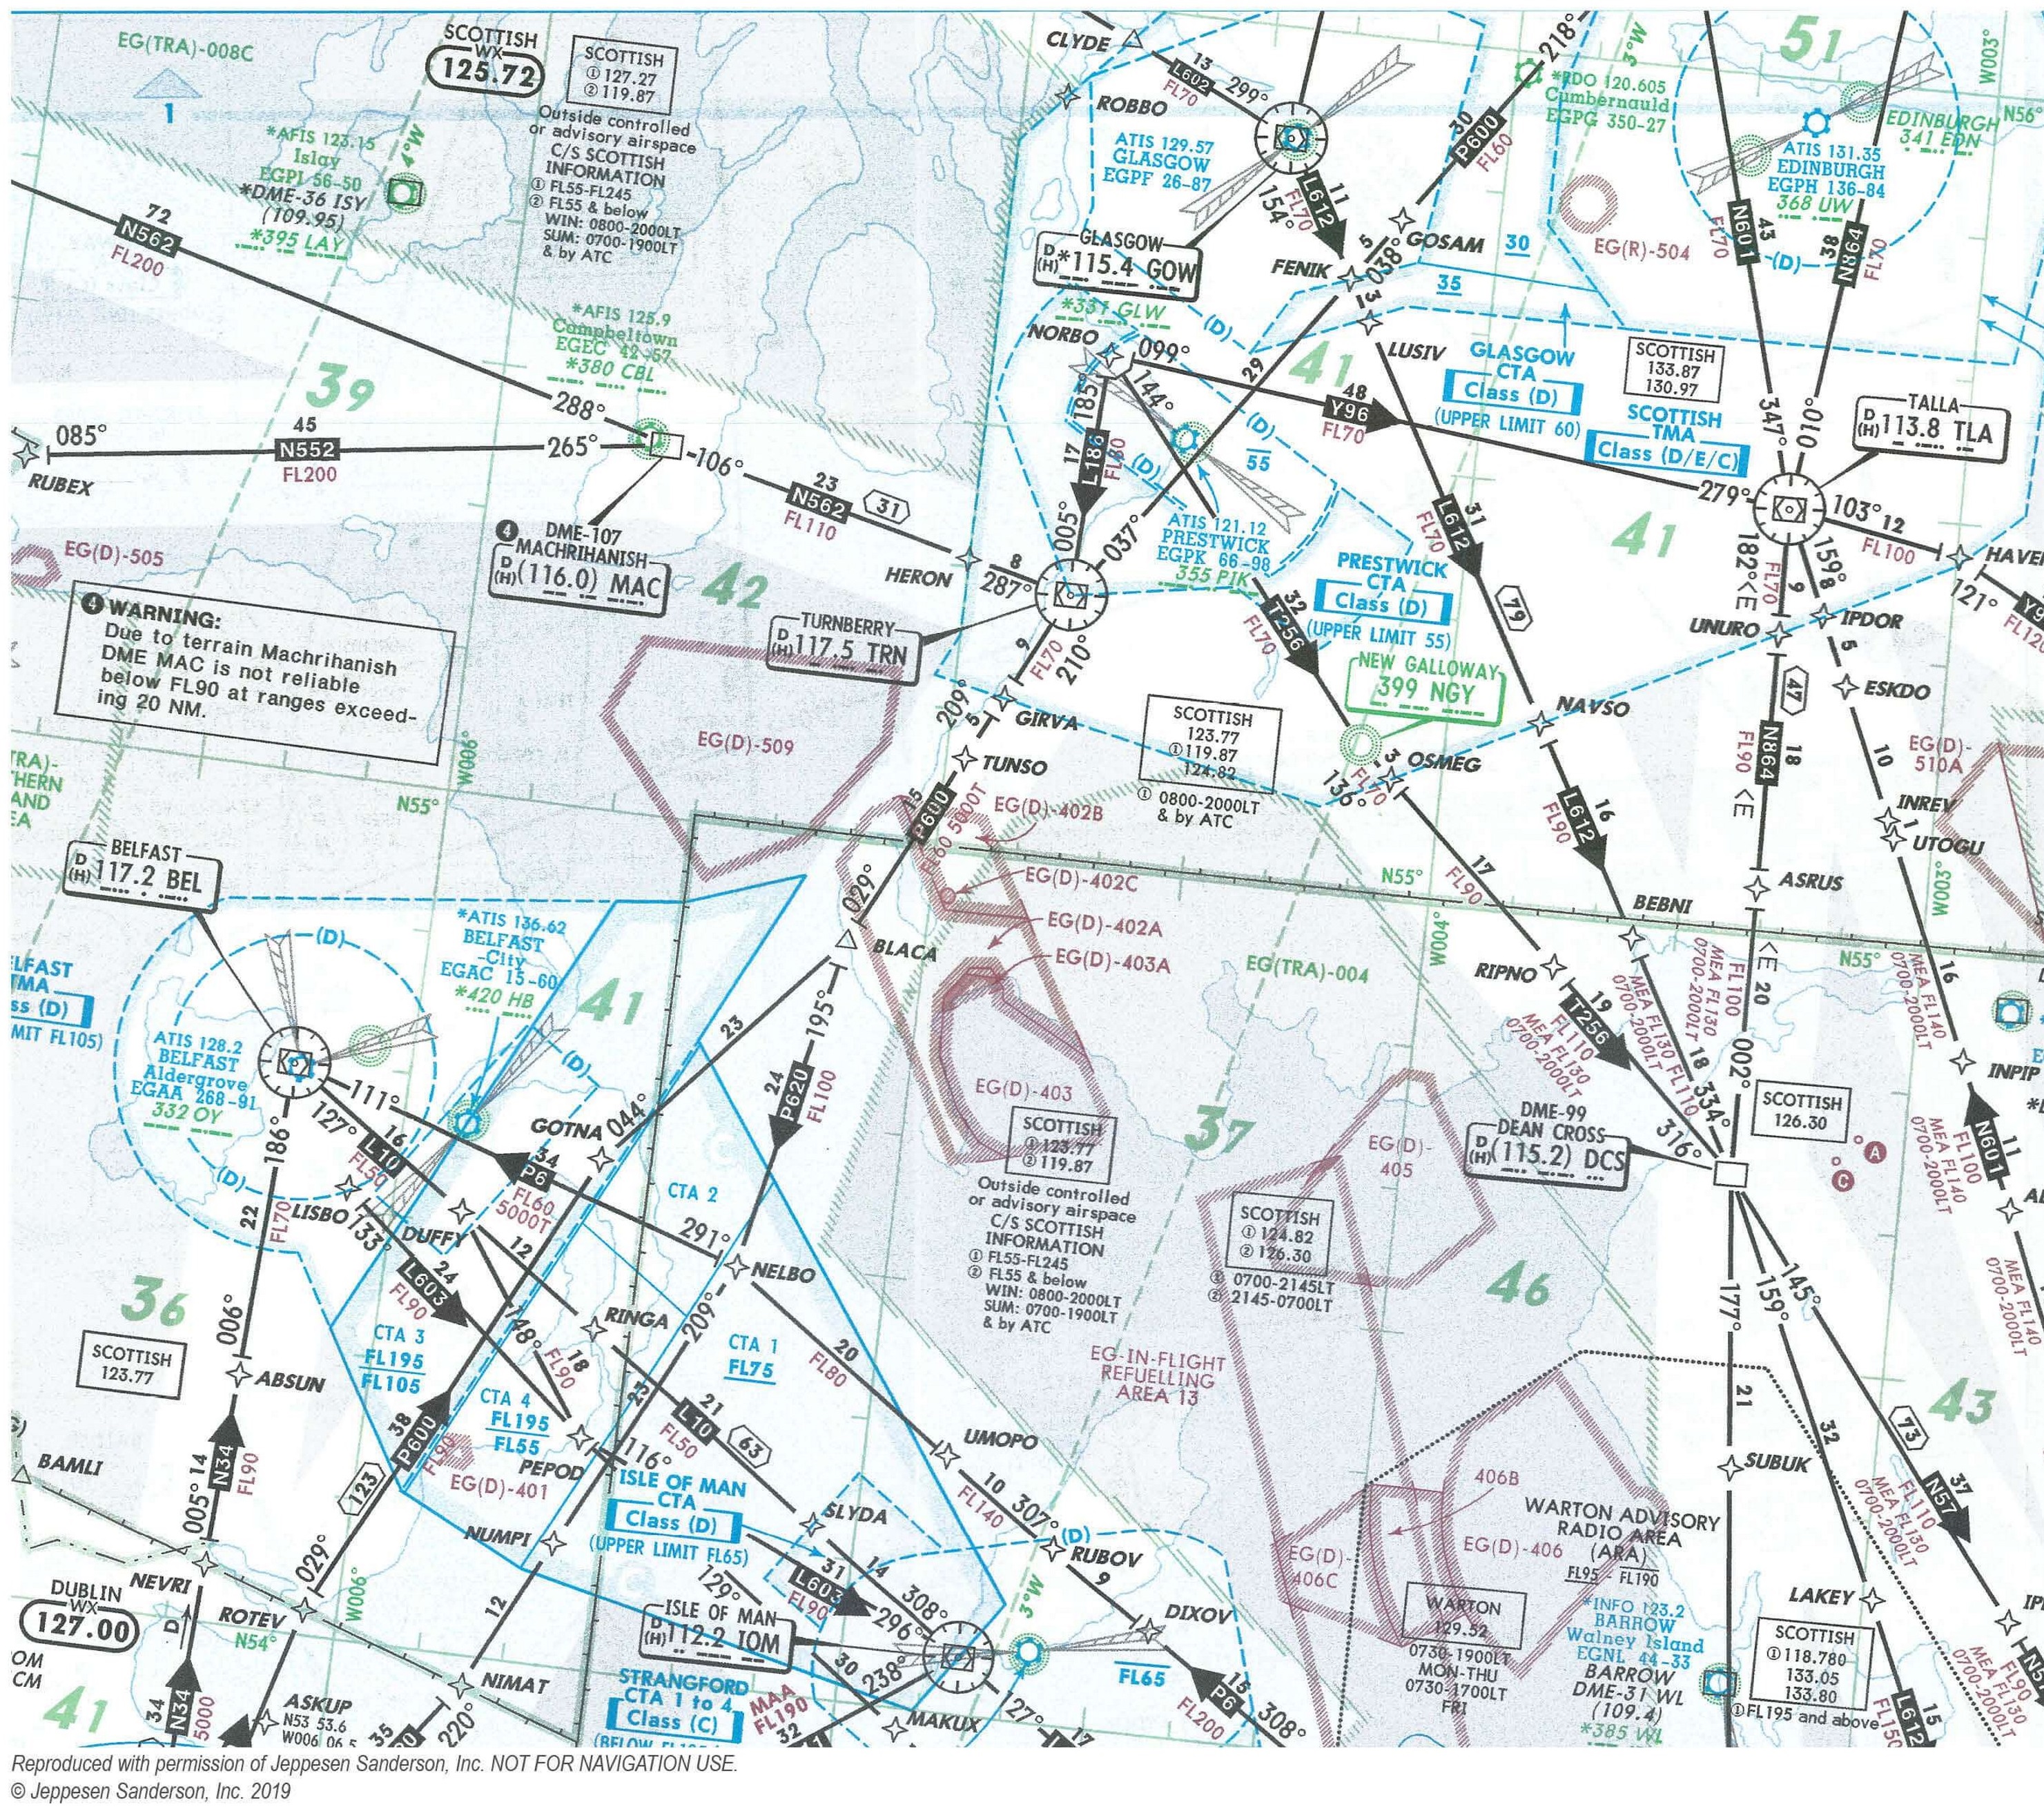 EG(TRA)-008C
1
SCOTTISH
WX
125.72
SCOTTISH
① 127.27
② 119.87
Outside controlled
or advisory airspace
C/S SCOTTISH
INFORMATION
① FL55-FL245
② FL55 & below
WIN: 0800-2000LT
SUM: 0700-1900LT
& by ATC
*AFIS 123.15
Islay
EGPI 56-50
*DME-36 ISY
(109.95)
*395 LAY
4°W
72
N562
FL200
288°
*AFIS 125.9
Campbeltown
EGEC 42-57
*380 CBL
39
085°
45
N552
FL200
265°
RUBEX
-106°
23
N562
FL110
31
HERON
8
287°
EG(D)-505
4 DME-107
MACHRIHANISH
D
(H)(116.0) MAC
42
4 WARNING:
Due to terrain Machrihanish
DME MAC is not reliable
below FL90 at ranges exceed-
ing 20 NM.
TURNBERRY
D
(H)117.5 TRN
EG(D)-509
W006°
N55°
CLYDE
13
L602
FL70
299°
ROBBO
ATIS 129.57
GLASGOW
EGPF 26-87
GLASGOW
D
(H)*115.4 GOW
*331 GLW
154°
FL70
L612
11
FENIK
5
038°
GOSAM
30
35
30
P600
FL60
218°
*RDO 120.605
Cumbernauld
EGPG 350-27
3°W
EG(R)-504
51
W003°
N56°
EDINBURGH
341 EDN
ATIS 131.35
EDINBURGH
EGPH 136-84
368 UW
N601
FL70
43
38
N864
FL70
(D)
NORBO
099°
144°
185°
17
L186
FL80
005°
(D)
29
41
3
LUSIV
48
Y96
FL70
GLASGOW
CTA
Class (D)
(UPPER LIMIT 60)
SCOTTISH
133.87
130.97
SCOTTISH
TMA
Class (D/E/C)
347°
010°
TALLA
D
(H)113.8 TLA
279°
103°
12
FL100
HAVEN
121°
FL120
41
182°<E
FL70
9
159°
8
UNURO
IPDOR
5
ESKDO
(D)
55
(D)
-037°
ATIS 121.12
PRESTWICK
EGPK 66-98
355 PIK
PRESTWICK
CTA
Class (D)
(UPPER LIMIT 55)
FL70
L612
31
79
32
T256
FL70
NEW GALLOWAY
399 NGY
NAVSO
9
FL70
210°
209°
5
GIRVA
TUNSO
SCOTTISH
123.77
①119.87
124.82
① 0800-2000LT
& by ATC
3
OSMEG
136°
FL70
47
18
N864
FL90 <E
10
EG(D)-
510A
INREV
1
UTOGU
15
P600
FL60 5000T
EG(D)-402B
EG(D)-402C
EG(D)-402A
EG(D)-403A
EG(D)-403
029°
BLACA
17
FL90
L612
16
FL90
N55°
W004°
BEBNI
ASRUS
W003°
N55°
EG(TRA)-004
RIPNO
19
T256
FL110
MEA FL130
0700-2000LT
MEA FL130
0700-2000LT
FL110
18
334°
FL100
MEA FL130
0700-2000LT
<E 20
002°
16
MEA FL140
0700-2000LT
INPIP
BELFAST
D
(H)117.2 BEL
(D)
*ATIS 136.62
BELFAST
-City
EGAC 15-60
*420 HB
ATIS 128.2
BELFAST
Aldergrove
EGAA 268-91
332 OY
41
23
195°
24
P620
FL100
37
SCOTTISH
①123.77
②119.87
Outside controlled
or advisory airspace
C/S SCOTTISH
INFORMATION
① FL55-FL245
② FL55 & below
WIN: 0800-2000LT
SUM: 0700-1900LT
& by ATC
EG(D)-
405
SCOTTISH
① 124.82
② 126.30
① 0700-2145LT
② 2145-0700LT
DME-99
DEAN CROSS
D
(H)(115.2) DCS
316°
SCOTTISH
126.30
A
C
FL100
MEA FL140
0700-2000LT
N601
11
MEA FL140
0700-2000LT
111°
127°
16
L10
FL50
186°
22
FL70
LISBO
133°
DUFFY
GOTNA
044°
34
P6
FL60
5000T
291°
NELBO
CTA 2
12
RINGA
209°
24
L603
FL90
148°
18
FL90
36
SCOTTISH
123.77
006°
ABSUN
CTA 3
FL195
FL105
CTA 4
FL195
FL55
CTA 1
FL75
20
FL80
EG-IN-FLIGHT
REFUELLING
AREA 13
46
177°
159°
145°
43
BAMLI
005°
14
N34
FL90
38
P600
FL90
123
EG(D)-401
PEPOD
116°
23
21
L10
FL50
63
UMOPO
10
FL140
307°
(D)
RUBOV
9
DIXOV
ISLE OF MAN
CTA
Class (D)
(UPPER LIMIT FL65)
SLYDA
31
L603
FL90
14
308°
296°
129°
NUMPI
12
NEVRI
ROTEV
029°
W006°
N54°
DUBLIN
WX
127.00
D
ISLE OF MAN
D
(H)112.2 IOM
30
238°
127°
MAKUX
3°W
FL65
15
P6
FL200
308°
STRANGFORD
CTA 1 to 4
Class (C)
MAA
FL190
32
17
NIMAT
220°
35
ASKUP
N53 53.6
W006 06.5
41
34
N34
5000
406B
EG(D)-
406C
EG(D)-406
WARTON ADVISORY
RADIO AREA
(ARA)
FL95 - FL190
WARTON
129.52
0730-1900LT
MON-THU
0730-1700LT
FRI
*INFO 123.2
BARROW
Walney Island
EGNL 44-33
BARROW
DME-31 WL
(109.4)
*385 WL
21
SUBUK
32
73
37
N57
FL110
MEA FL130
0700-2000LT
LAKEY
SCOTTISH
①118.780
133.05
133.80
①FL195 and above
FL150
L612
15
FL90
MEA FL130
0700-2000LT
Reproduced with permission of Jeppesen Sanderson, Inc. NOT FOR NAVIGATION USE.
© Jeppesen Sanderson, Inc. 2019